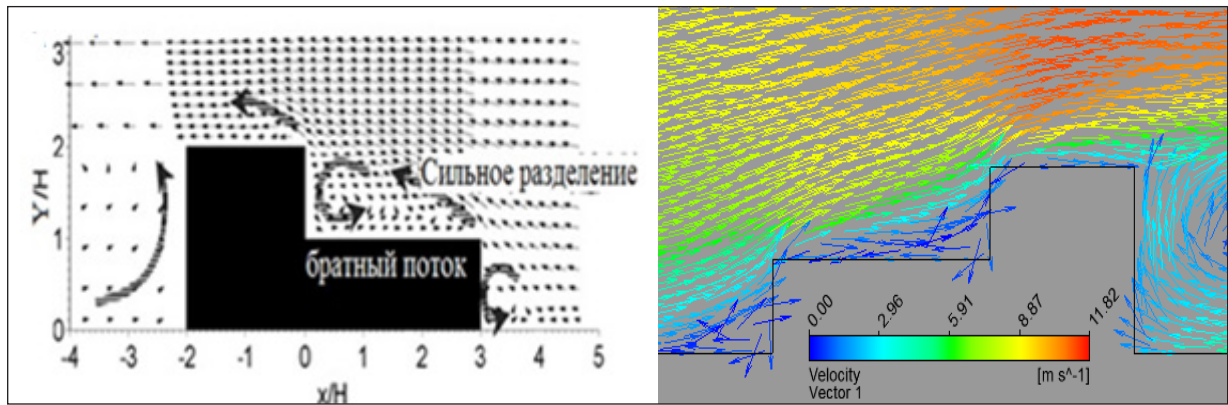 3
Y/H
2
Сильное разделение
1
братный поток
0
-4 -3 -2 -1 0 1 2 3 4 5
x/H
0.00 2.96 5.91 8.87 11.82
Velocity [m s^-1]
Vector 1